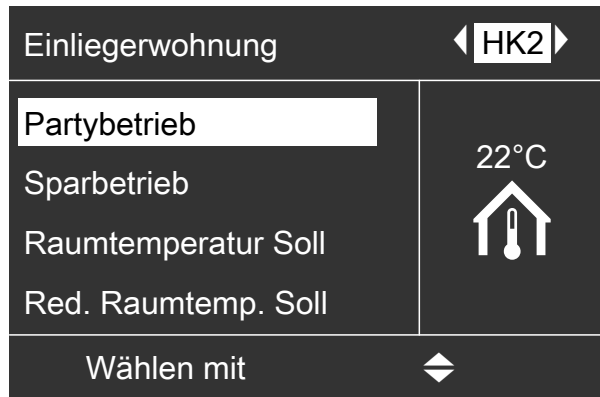 Einliegerwohnung HK2
Partybetrieb
22°C
Sparbetrieb
Raumtemperatur Soll
Red. Raumtemp. Soll
Wählen mit